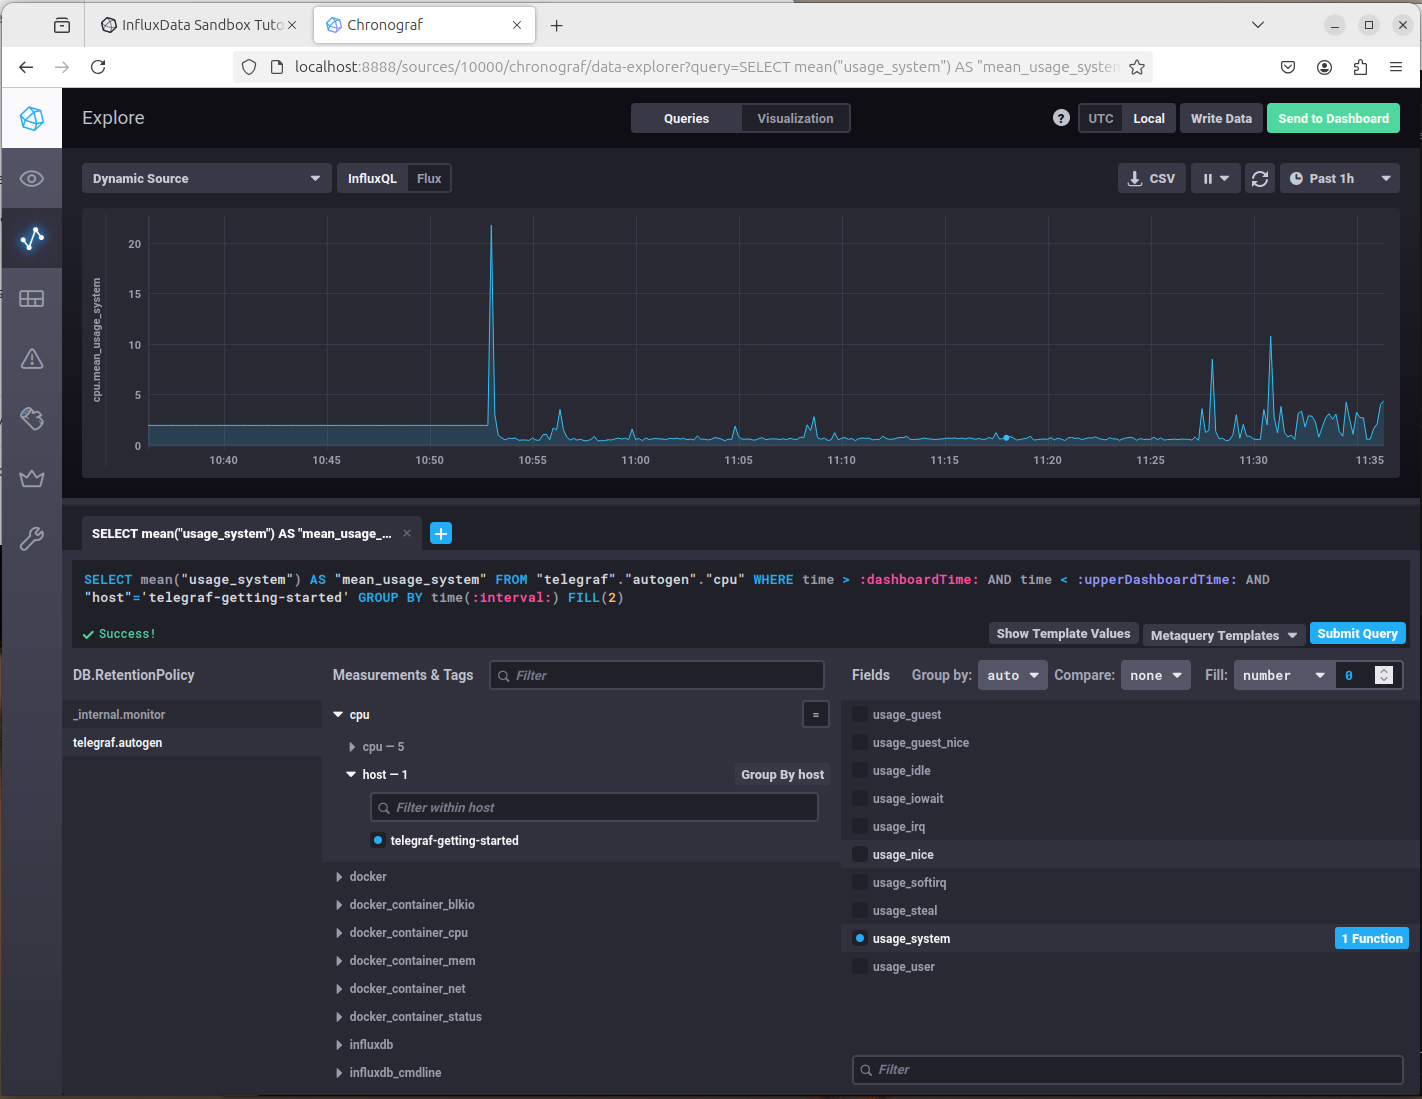 InfluxData Sandbox Tuto
Chronograf
localhost:8888/sources/10000/chronograf/data-explorer?query=SELECT mean("usage_system") AS "mean_usage_system
Explore
Queries
Visualization
?
UTC
Local
Write Data
Send to Dashboard
Dynamic Source
InfluxQL
Flux
CSV
Past 1h
cpu.mean_usage_system
20
15
10
5
0
10:40
10:45
10:50
10:55
11:00
11:05
11:10
11:15
11:20
11:25
11:30
11:35
SELECT mean("usage_system") AS "mean_usage_...
SELECT mean("usage_system") AS "mean_usage_system" FROM "telegraf"."autogen"."cpu" WHERE time > :dashboardTime: AND time < :upperDashboardTime: AND
"host"='telegraf-getting-started' GROUP BY time(:interval:) FILL(2)
Success!
Show Template Values
Metaquery Templates
Submit Query
DB.RetentionPolicy
Measurements & Tags
Filter
Fields
Group by:
auto
Compare:
none
Fill:
number
0
_internal.monitor
telegraf.autogen
cpu
=
cpu — 5
host — 1
Group By host
Filter within host
telegraf-getting-started
docker
docker_container_blkio
docker_container_cpu
docker_container_mem
docker_container_net
docker_container_status
influxdb
influxdb_cmdline
usage_guest
usage_guest_nice
usage_idle
usage_iowait
usage_irq
usage_nice
usage_softirq
usage_steal
usage_system
1 Function
usage_user
Filter